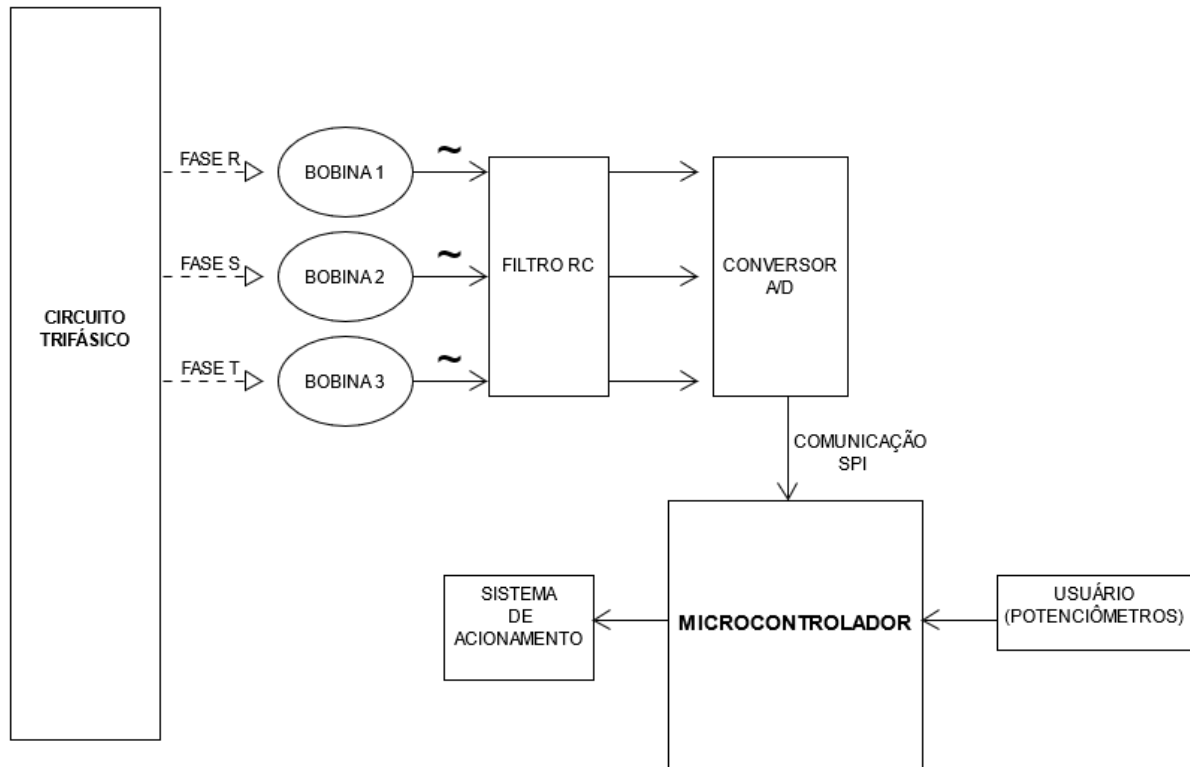 CIRCUITO
TRIFÁSICO
FASE R
BOBINA 1
~
FASE S
BOBINA 2
~
FASE T
BOBINA 3
~
FILTRO RC
CONVERSOR
A/D
COMUNICAÇÃO
SPI
MICROCONTROLADOR
SISTEMA
DE
ACIONAMENTO
USUÁRIO
(POTENCIÔMETROS)